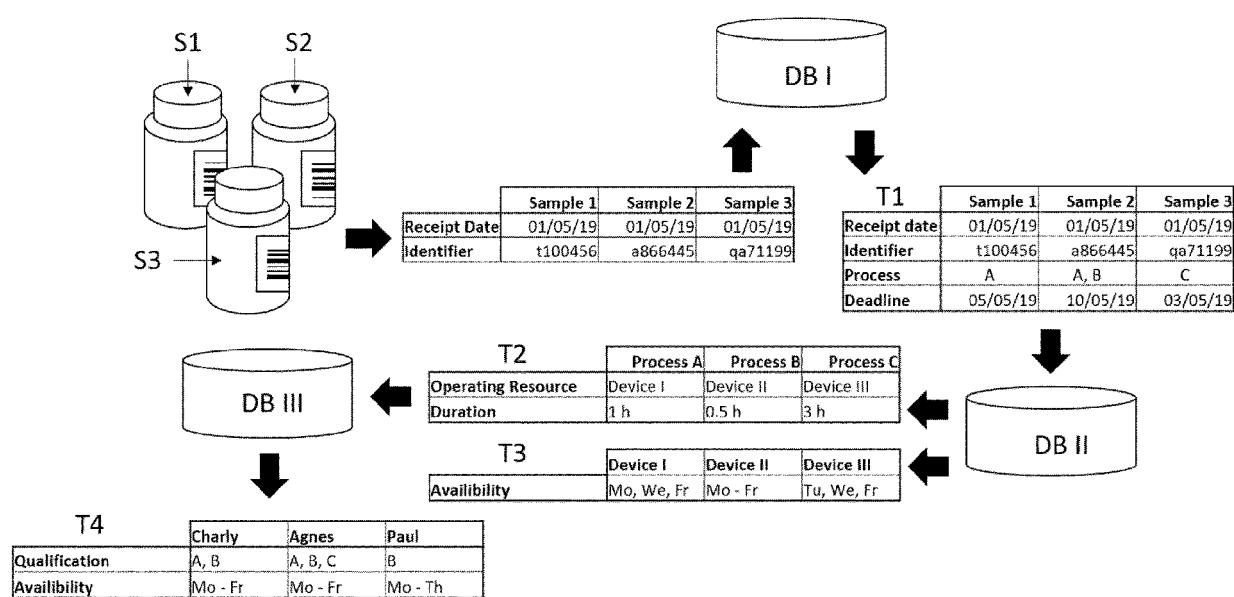 S1 S2
DB I
Sample 1 Sample 2 Sample 3
Receipt Date 01/05/19 01/05/19 01/05/19
Identifier t100456 a866445 qa71199
S3
T1
Sample 1 Sample 2 Sample 3
Receipt date 01/05/19 01/05/19 01/05/19
Identifier t100456 a866445 qa71199
Process A A, B C
Deadline 05/05/19 10/05/19 03/05/19
DB III
T2
Process A Process B Process C
Operating Resource Device I Device II Device III
Duration 1 h 0.5 h 3 h
DB II
T3
Device I Device II Device III
Availibility Mo, We, Fr Mo - Fr Tu, We, Fr
T4
Charly Agnes Paul
Qualification A, B A, B, C B
Availibility Mo - Fr Mo - Fr Mo - Th